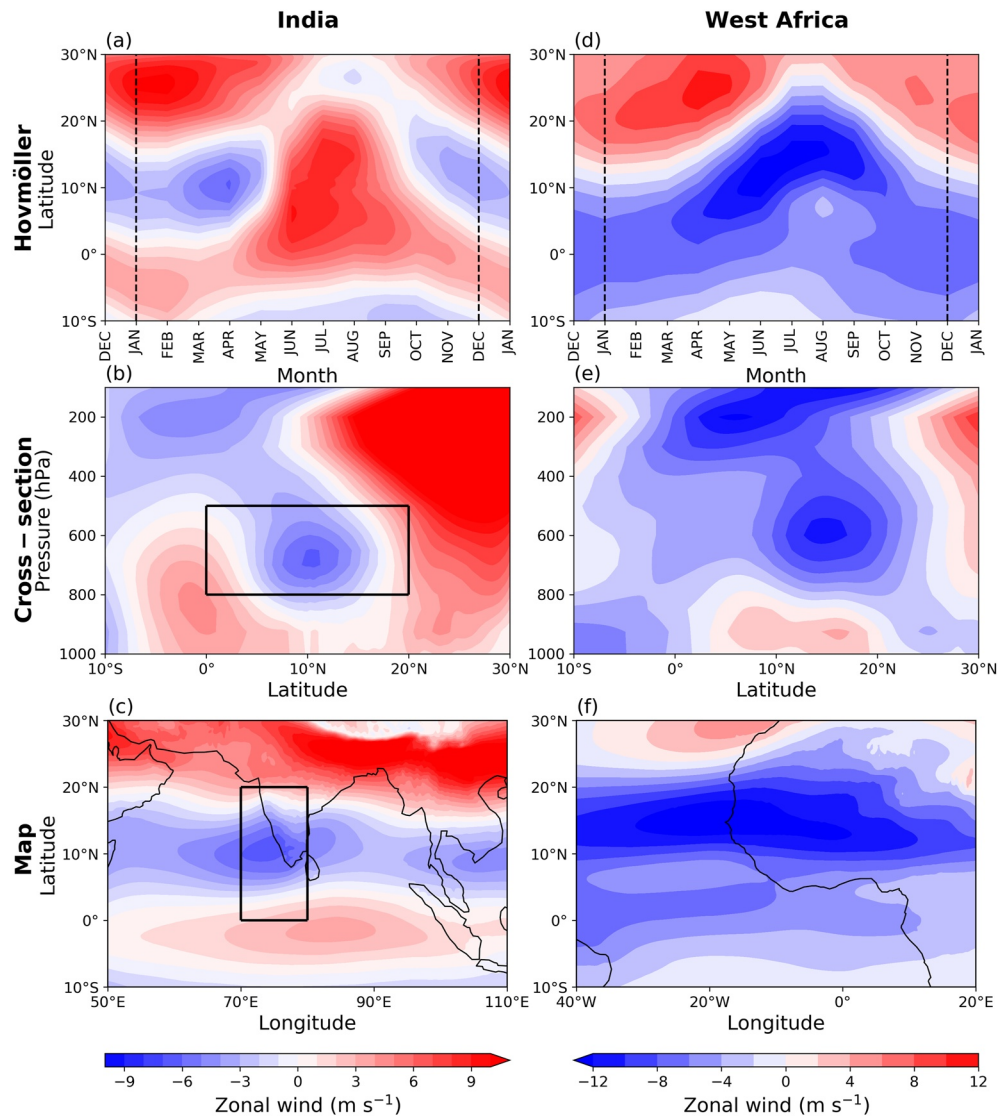 India
West Africa
(a)
(d)
Hovmöller
Latitude
30°N
20°N
10°N
0°
10°S
DEC JAN FEB MAR APR MAY JUN JUL AUG SEP OCT NOV DEC JAN
Month
30°N
20°N
10°N
0°
10°S
DEC JAN FEB MAR APR MAY JUN JUL AUG SEP OCT NOV DEC JAN
Month
(b)
(e)
Cross – section
Pressure (hPa)
200
400
600
800
1000
10°S 0° 10°N 20°N 30°N
Latitude
200
400
600
800
1000
10°S 0° 10°N 20°N 30°N
Latitude
(c)
(f)
Map
Latitude
30°N
20°N
10°N
0°
10°S
50°E 70°E 90°E 110°E
Longitude
30°N
20°N
10°N
0°
10°S
40°W 20°W 0° 20°E
Longitude
−9 −6 −3 0 3 6 9
Zonal wind (m s⁻¹)
−12 −8 −4 0 4 8 12
Zonal wind (m s⁻¹)